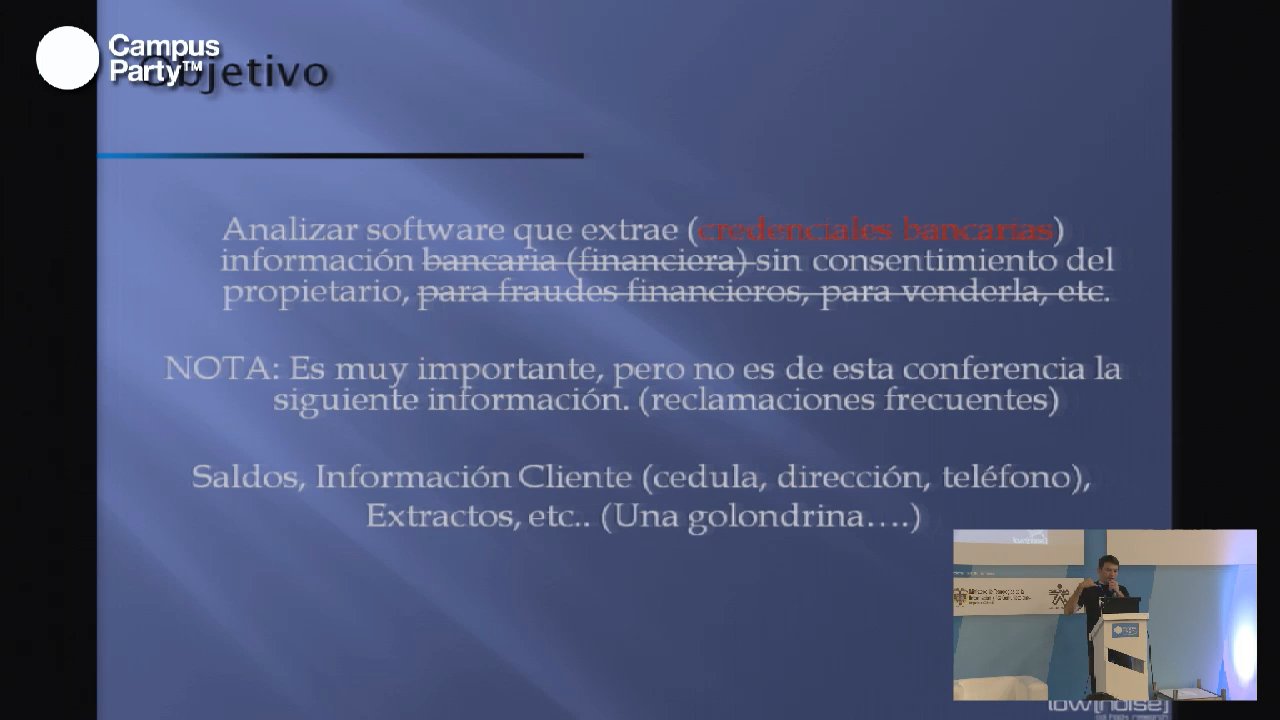 Campus
Party™
Objetivo
Analizar software que extrae (credenciales bancarias)
información bancaria (financiera) sin consentimiento del
propietario, para fraudes financieros, para venderla, etc.
NOTA: Es muy importante, pero no es de esta conferencia la
siguiente información. (reclamaciones frecuentes)
Saldos, Información Cliente (cedula, dirección, teléfono),
Extractos, etc.. (Una golondrina….)
low[noise]